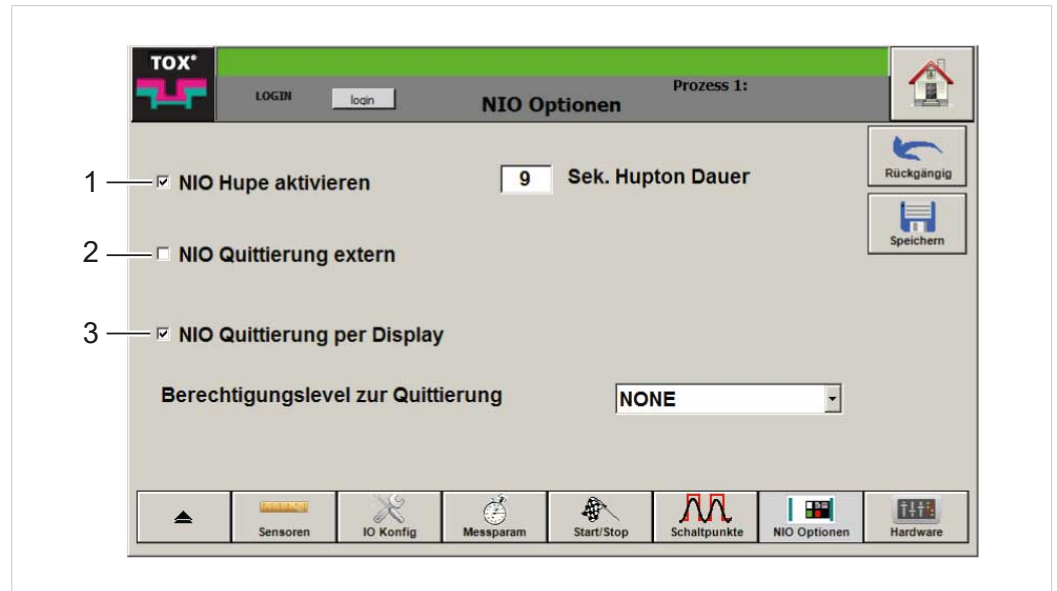 TOX®
LOGIN
login
NIO Optionen
Prozess 1:
Rückgängig
Speichern
1
NIO Hupe aktivieren
9
Sek. Hupton Dauer
2
NIO Quittierung extern
3
NIO Quittierung per Display
Berechtigungslevel zur Quittierung
NONE
Sensoren
IO Konfig
Messparam
Start/Stop
Schaltpunkte
NIO Optionen
Hardware